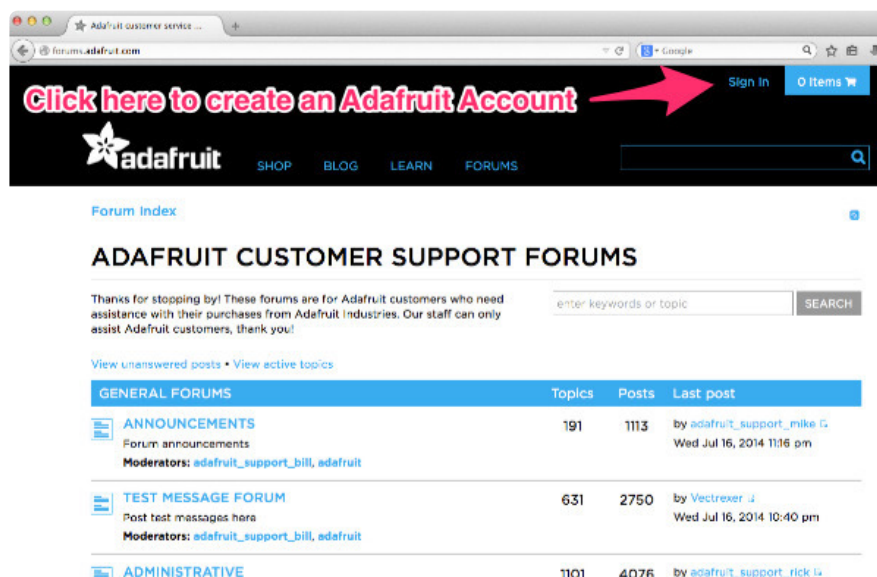 Adafruit customer service ...
forums.adafruit.com
Google
Sign In
0 Items
Click here to create an Adafruit Account
adafruit
SHOP BLOG LEARN FORUMS
Forum Index
ADAFRUIT CUSTOMER SUPPORT FORUMS
Thanks for stopping by! These forums are for Adafruit customers who need
assistance with their purchases from Adafruit Industries. Our staff can only
assist Adafruit customers, thank you!
enter keywords or topic
SEARCH
View unanswered posts • View active topics
GENERAL FORUMS Topics Posts Last post
ANNOUNCEMENTS 191 1113 by adafruit_support_mike
Forum announcements Wed Jul 16, 2014 11:16 pm
Moderators: adafruit_support_bill, adafruit
TEST MESSAGE FORUM 631 2750 by Vectrexer
Post test messages here Wed Jul 16, 2014 10:40 pm
Moderators: adafruit_support_bill, adafruit
ADMINISTRATIVE 1101 4076 by adafruit_support_rick